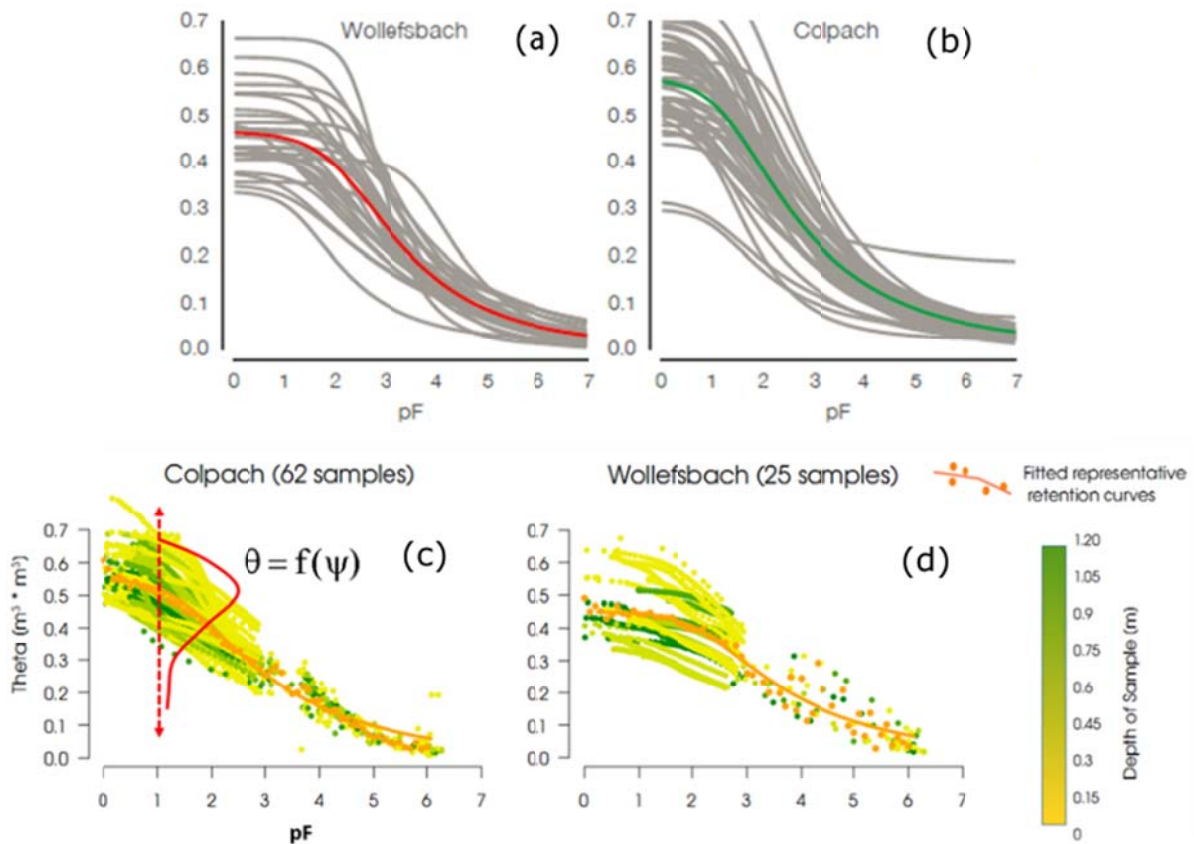 Wollefsbach
(a)
0.7
0.6
0.5
0.4
0.3
0.2
0.1
0.0
0 1 2 3 4 5 6 7
pF
Colpach
(b)
0.7
0.6
0.5
0.4
0.3
0.2
0.1
0.0
0 1 2 3 4 5 6 7
pF
Colpach (62 samples)
(c)
θ = f(ψ)
Theta (m³ * m³)
0.7
0.6
0.5
0.4
0.3
0.2
0.1
0.0
0 1 2 3 4 5 6 7
pF
Wollefsbach (25 samples)
(d)
0.7
0.6
0.5
0.4
0.3
0.2
0.1
0.0
0 1 2 3 4 5 6 7
Fitted representative
retention curves
1.20
1.05
0.9
0.75
0.6
0.45
0.30
0.15
0
Depth of Sample (m)